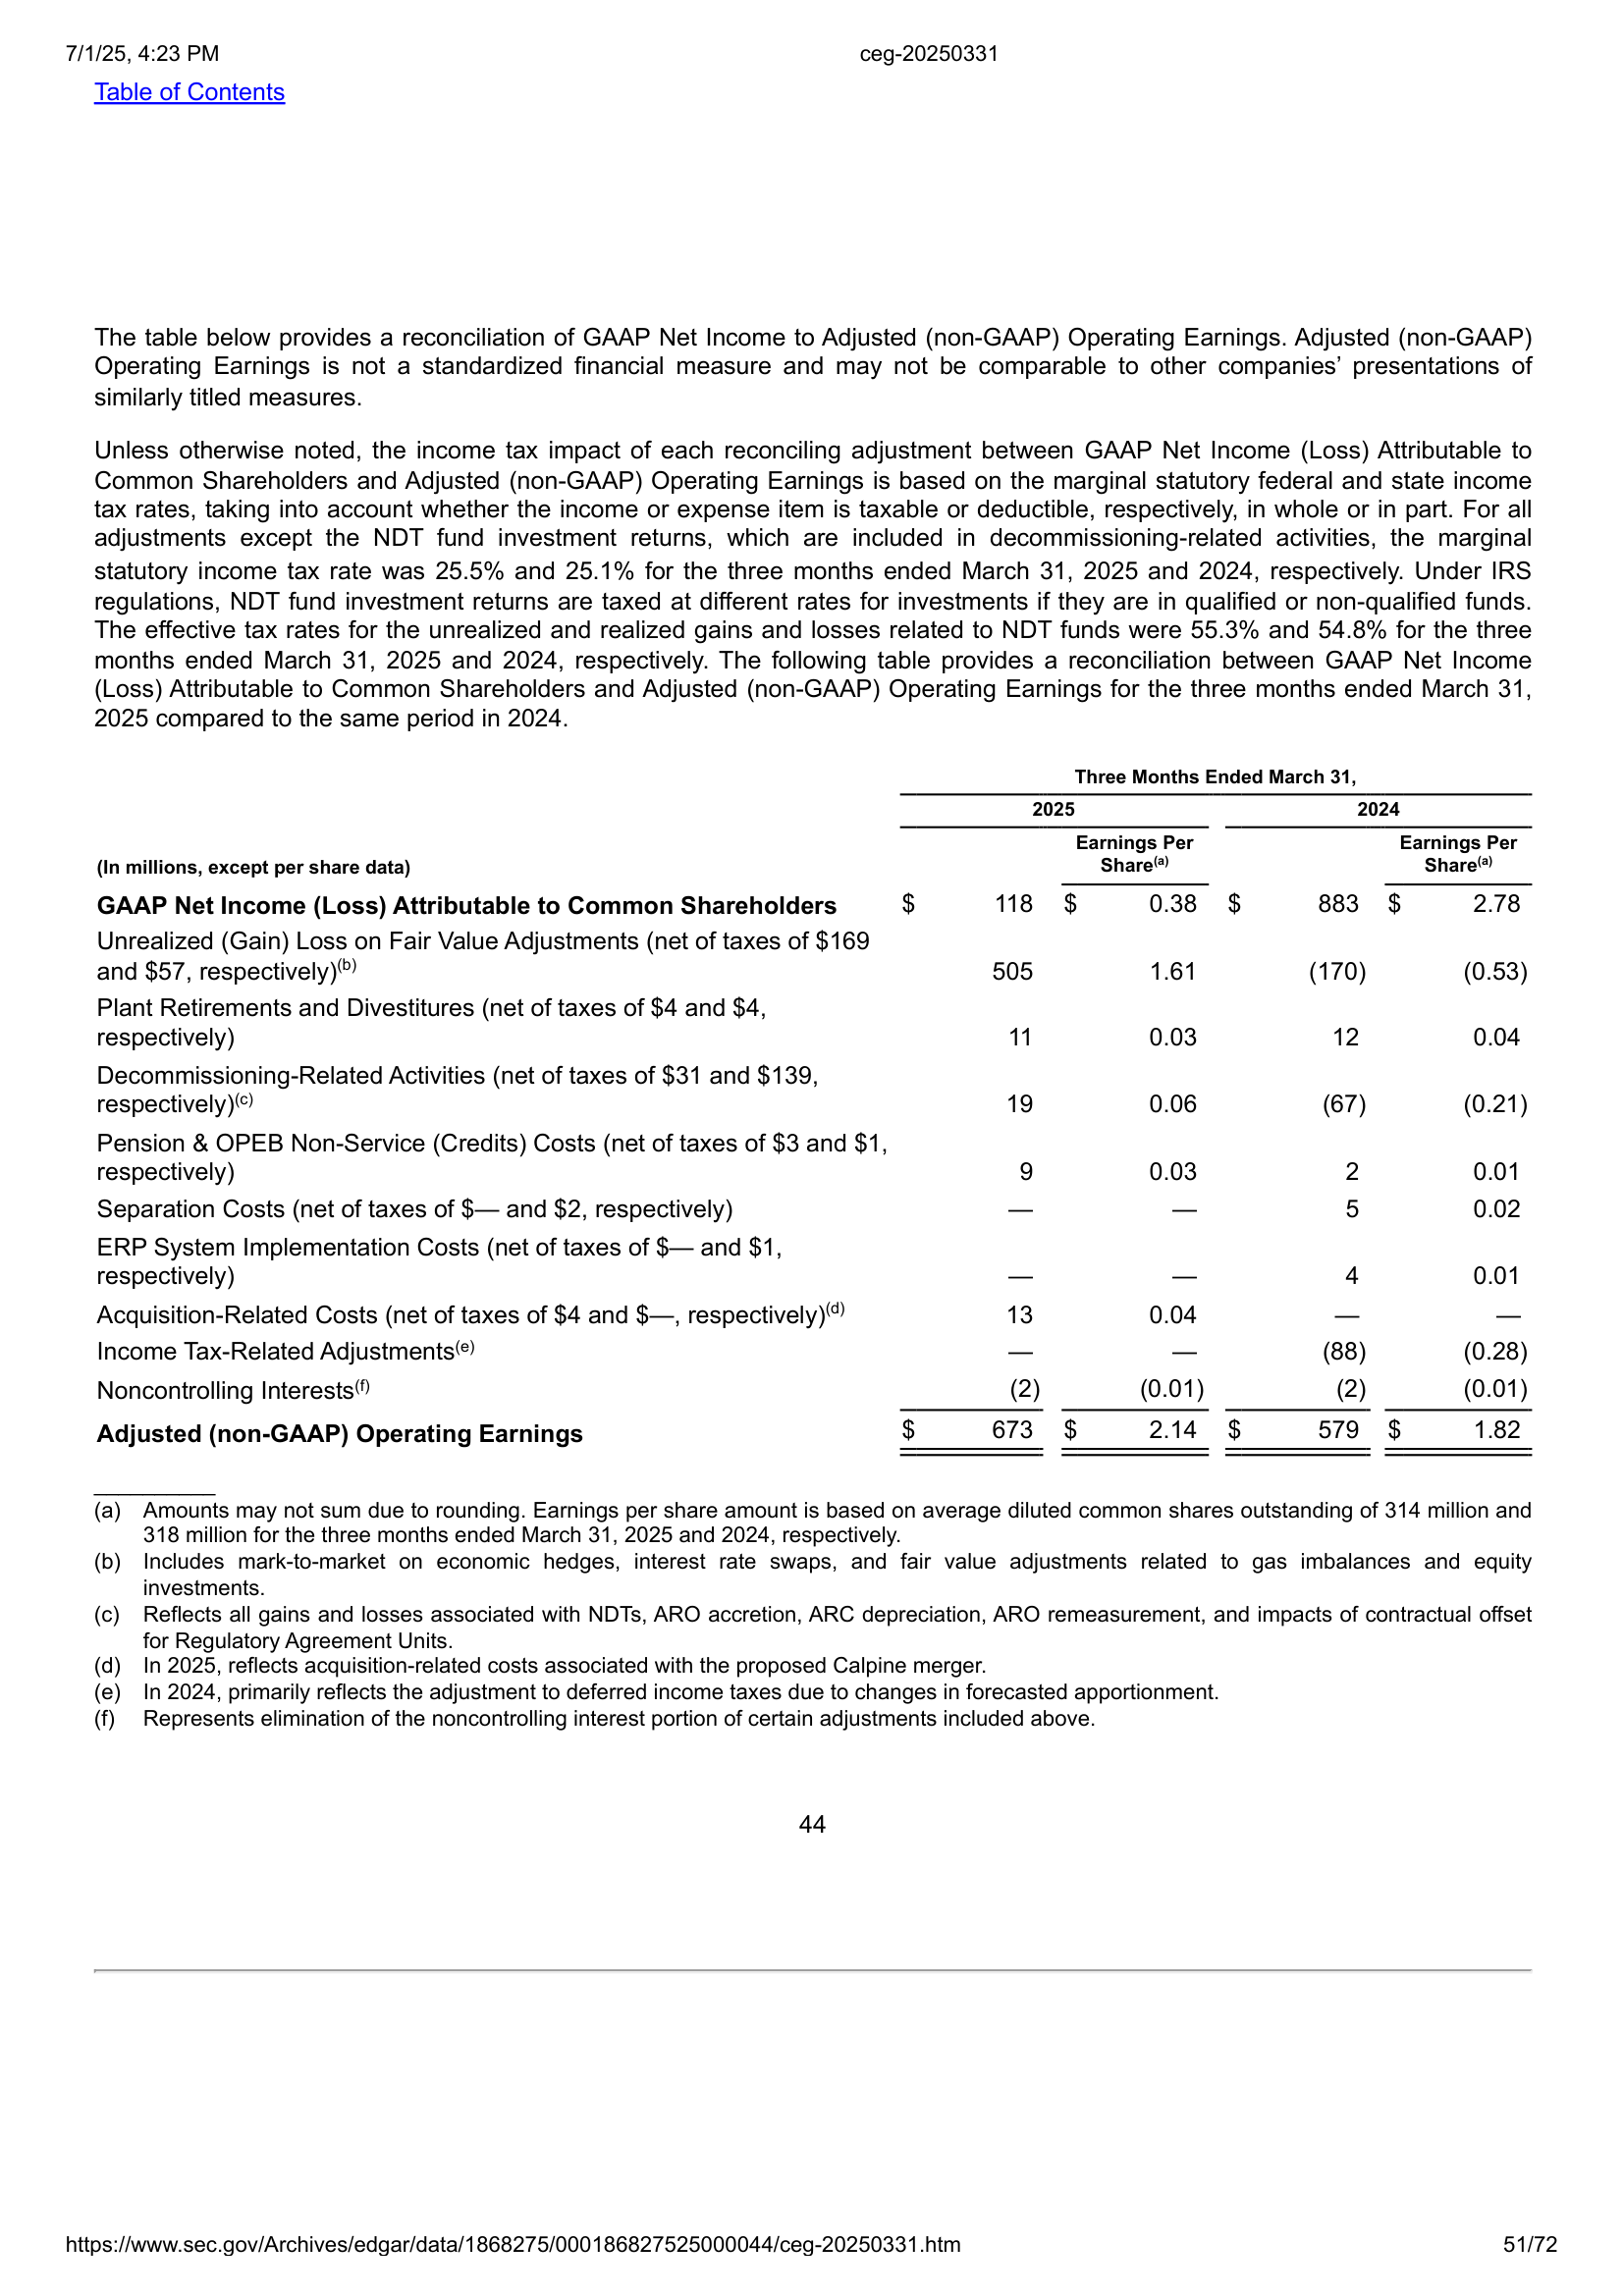 7/1/25, 4:23 PM ceg-20250331
Table of Contents
The table below provides a reconciliation of GAAP Net Income to Adjusted (non-GAAP) Operating Earnings. Adjusted (non-GAAP)
Operating Earnings is not a standardized financial measure and may not be comparable to other companies’ presentations of
similarly titled measures.
Unless otherwise noted, the income tax impact of each reconciling adjustment between GAAP Net Income (Loss) Attributable to
Common Shareholders and Adjusted (non-GAAP) Operating Earnings is based on the marginal statutory federal and state income
tax rates, taking into account whether the income or expense item is taxable or deductible, respectively, in whole or in part. For all
adjustments except the NDT fund investment returns, which are included in decommissioning-related activities, the marginal
statutory income tax rate was 25.5% and 25.1% for the three months ended March 31, 2025 and 2024, respectively. Under IRS
regulations, NDT fund investment returns are taxed at different rates for investments if they are in qualified or non-qualified funds.
The effective tax rates for the unrealized and realized gains and losses related to NDT funds were 55.3% and 54.8% for the three
months ended March 31, 2025 and 2024, respectively. The following table provides a reconciliation between GAAP Net Income
(Loss) Attributable to Common Shareholders and Adjusted (non-GAAP) Operating Earnings for the three months ended March 31,
2025 compared to the same period in 2024.
Three Months Ended March 31,
2025 2024
(In millions, except per share data) Earnings Per Share(a) Earnings Per Share(a)
GAAP Net Income (Loss) Attributable to Common Shareholders $ 118 $ 0.38 $ 883 $ 2.78
Unrealized (Gain) Loss on Fair Value Adjustments (net of taxes of $169
and $57, respectively)(b) 505 1.61 (170) (0.53)
Plant Retirements and Divestitures (net of taxes of $4 and $4,
respectively) 11 0.03 12 0.04
Decommissioning-Related Activities (net of taxes of $31 and $139,
respectively)(c) 19 0.06 (67) (0.21)
Pension & OPEB Non-Service (Credits) Costs (net of taxes of $3 and $1,
respectively) 9 0.03 2 0.01
Separation Costs (net of taxes of $— and $2, respectively) — — 5 0.02
ERP System Implementation Costs (net of taxes of $— and $1,
respectively) — — 4 0.01
Acquisition-Related Costs (net of taxes of $4 and $—, respectively)(d) 13 0.04 — —
Income Tax-Related Adjustments(e) — — (88) (0.28)
Noncontrolling Interests(f) (2) (0.01) (2) (0.01)
Adjusted (non-GAAP) Operating Earnings $ 673 $ 2.14 $ 579 $ 1.82
(a) Amounts may not sum due to rounding. Earnings per share amount is based on average diluted common shares outstanding of 314 million and
318 million for the three months ended March 31, 2025 and 2024, respectively.
(b) Includes mark-to-market on economic hedges, interest rate swaps, and fair value adjustments related to gas imbalances and equity
investments.
(c) Reflects all gains and losses associated with NDTs, ARO accretion, ARC depreciation, ARO remeasurement, and impacts of contractual offset
for Regulatory Agreement Units.
(d) In 2025, reflects acquisition-related costs associated with the proposed Calpine merger.
(e) In 2024, primarily reflects the adjustment to deferred income taxes due to changes in forecasted apportionment.
(f) Represents elimination of the noncontrolling interest portion of certain adjustments included above.
44
https://www.sec.gov/Archives/edgar/data/1868275/000186827525000044/ceg-20250331.htm 51/72